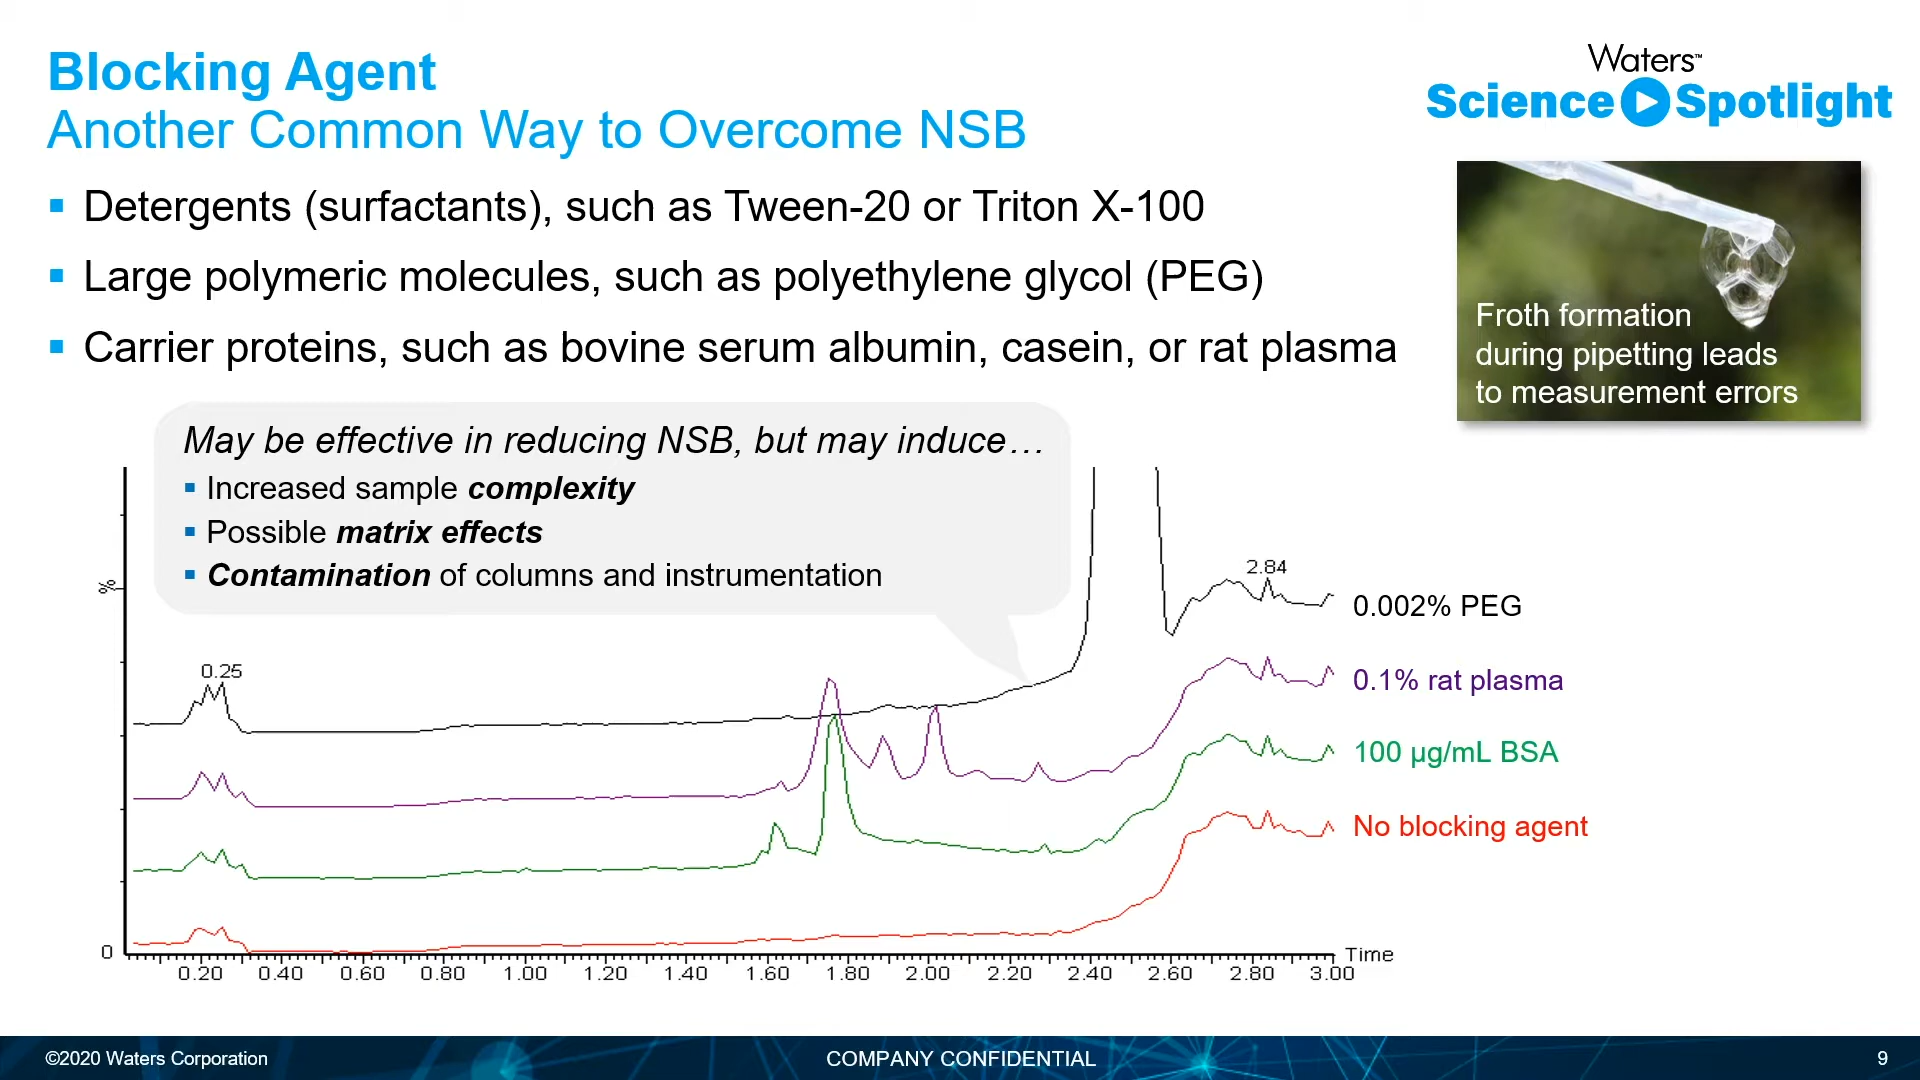 Blocking Agent
Another Common Way to Overcome NSB
Waters™
Science Spotlight
▪ Detergents (surfactants), such as Tween-20 or Triton X-100
▪ Large polymeric molecules, such as polyethylene glycol (PEG)
▪ Carrier proteins, such as bovine serum albumin, casein, or rat plasma
Froth formation
during pipetting leads
to measurement errors
May be effective in reducing NSB, but may induce…
▪ Increased sample complexity
▪ Possible matrix effects
▪ Contamination of columns and instrumentation
%
0
0.25
2.84
0.002% PEG
0.1% rat plasma
100 µg/mL BSA
No blocking agent
Time
0.20 0.40 0.60 0.80 1.00 1.20 1.40 1.60 1.80 2.00 2.20 2.40 2.60 2.80 3.00
©2020 Waters Corporation
COMPANY CONFIDENTIAL
9